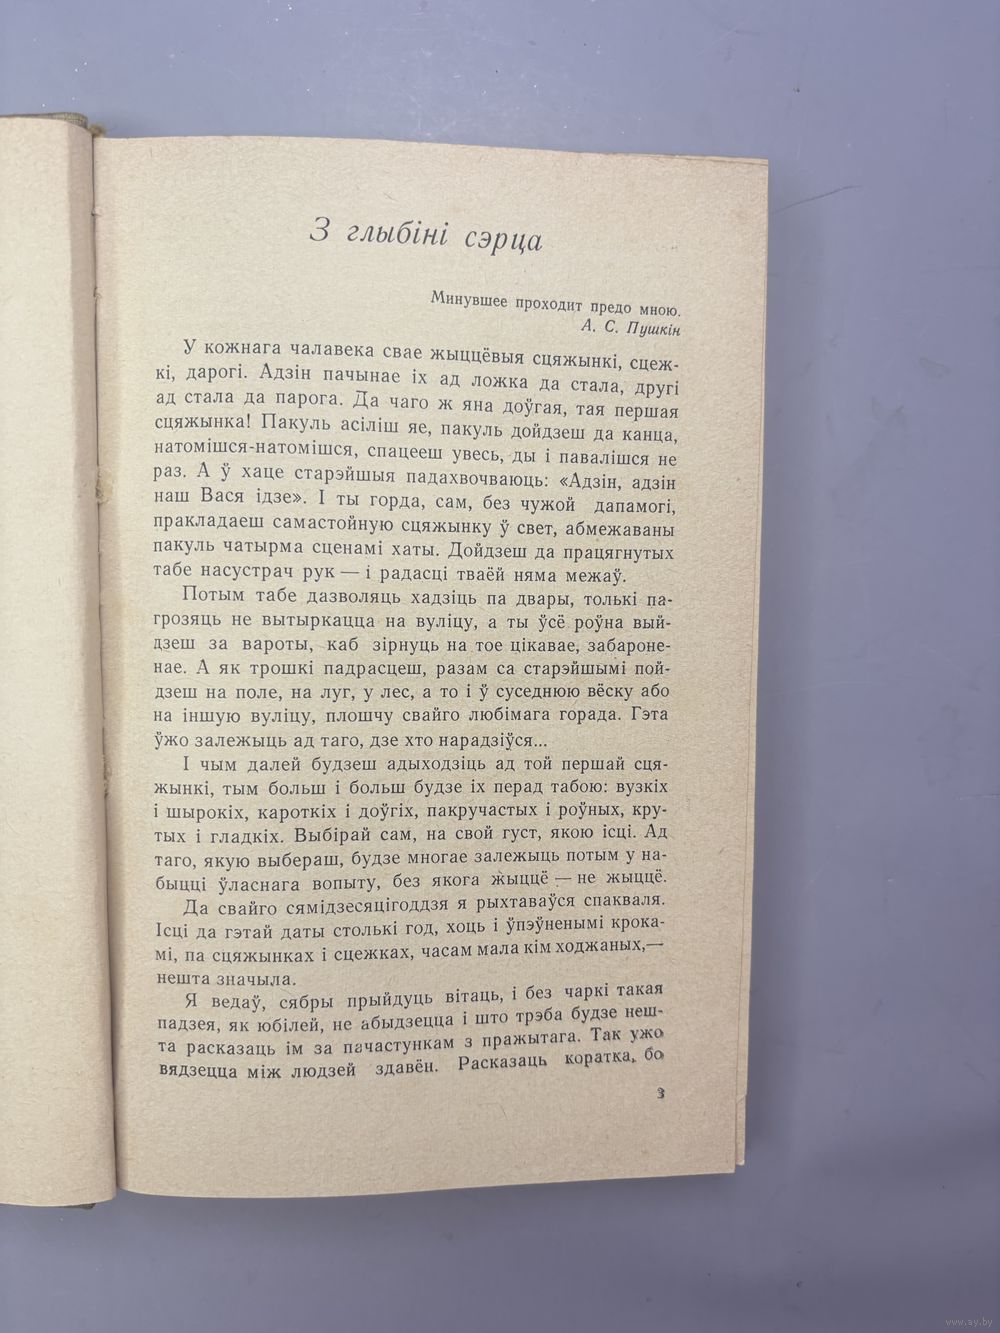 З глыбіні сэрца
Минувшее проходит предо мною.
А. С. Пушкін
У кожнага чалавека свае жыццёвыя сцяжынкі, сцеж-
кі, дарогі. Адзін пачынае іх ад ложка да стала, другі
ад стала да парога. Да чаго ж яна доўгая, тая першая
сцяжынка! Пакуль асіліш яе, пакуль дойдзеш да канца,
натомішся-натомішся, спацееш увесь, ды і павалішся не
раз. А ў хаце старэйшыя падахвочваюць: «Адзін, адзін
наш Вася ідзе». І ты горда, сам, без чужой дапамогі,
пракладаеш самастойную сцяжынку ў свет, абмежаваны
пакуль чатырма сценамі хаты. Дойдзеш да працягнутых
табе насустрач рук — і радасці тваёй няма межаў.
Потым табе дазволяць хадзіць па двары, толькі па-
грозяць не вытыркацца на вуліцу, а ты ўсё роўна вый-
дзеш за вароты, каб зірнуць на тое цікавае, забароне-
нае. А як трошкі падрасцеш, разам са старэйшымі пой-
дзеш на поле, на луг, у лес, а то і ў суседнюю вёску або
на іншую вуліцу, плошчу свайго любімага горада. Гэта
ўжо залежыць ад таго, дзе хто нарадзіўся...
І чым далей будзеш адыходзіць ад той першай сця-
жынкі, тым больш і больш будзе іх перад табою: вузкіх
і шырокіх, кароткіх і доўгіх, пакручастых і роўных, кру-
тых і гладкіх. Выбірай сам, на свой густ, якою ісці. Ад
таго, якую выбераш, будзе многае залежыць потым у на-
быцці ўласнага вопыту, без якога жыццё — не жыццё.
Да свайго сямідзесяцігоддзя я рыхтаваўся спакваля.
Ісці да гэтай даты столькі год, хоць і ўпэўненымі крока-
мі, па сцяжынках і сцежках, часам мала кім ходжаных,—
нешта значыла.
Я ведаў, сябры прыйдуць вітаць, і без чаркі такая
падзея, як юбілей, не абыдзецца і што трэба будзе неш-
та расказаць ім за пачастункам з пражытага. Так ужо
вядзецца між людзей здавён. Расказаць коратка, бо
3
www.ay.by